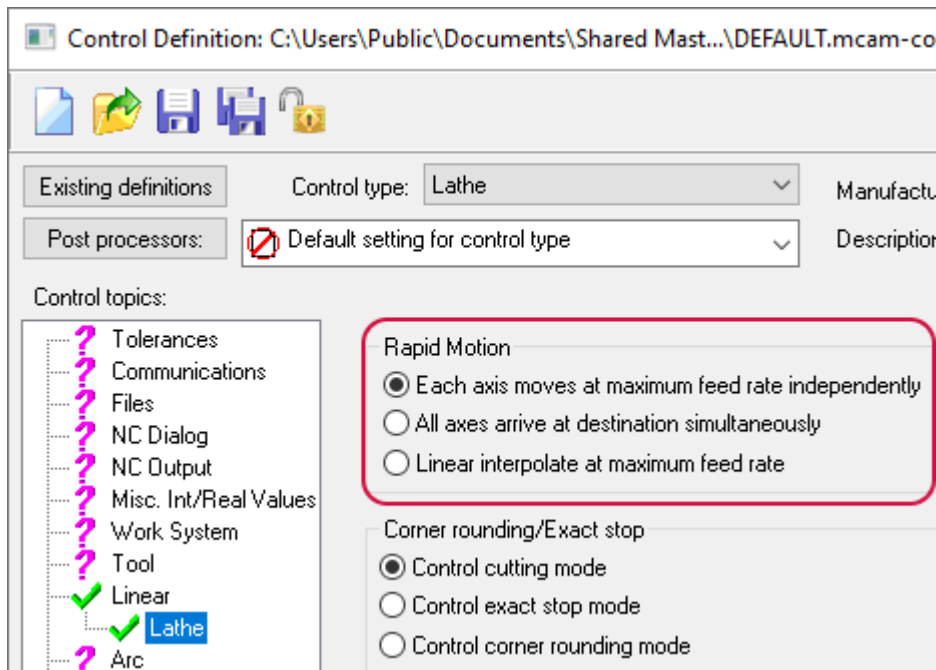 Control Definition: C:\Users\Public\Documents\Shared Mast...\DEFAULT.mcam-co
Existing definitions
Control type:
Lathe
Manufactu
Post processors:
Default setting for control type
Description
Control topics:
Tolerances
Communications
Files
NC Dialog
NC Output
Misc. Int/Real Values
Work System
Tool
Linear
Lathe
Arc
Rapid Motion
Each axis moves at maximum feed rate independently
All axes arrive at destination simultaneously
Linear interpolate at maximum feed rate
Corner rounding/Exact stop
Control cutting mode
Control exact stop mode
Control corner rounding mode